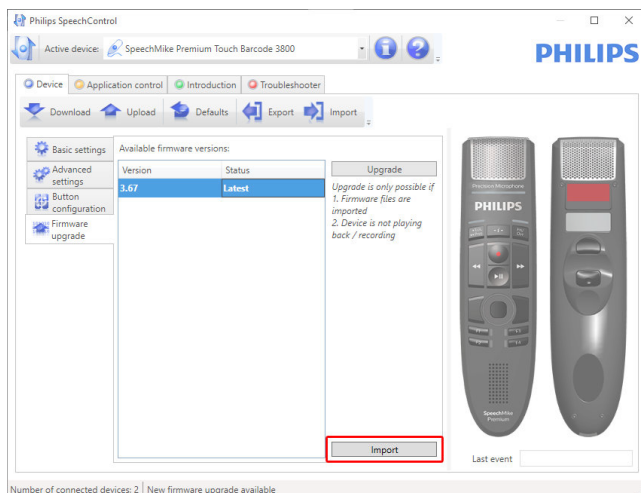 Philips SpeechControl
Active device: SpeechMike Premium Touch Barcode 3800
PHILIPS
Device Application control Introduction Troubleshooter
Download Upload Defaults Export Import
Basic settings
Advanced
settings
Button
configuration
Firmware
upgrade
Available firmware versions:
Version Status
3.67 Latest
Upgrade
Upgrade is only possible if
1. Firmware files are
imported
2. Device is not playing
back / recording
Import
Precision Microphone
PHILIPS
SpeechMike
Premium
Last event
Number of connected devices: 2 New firmware upgrade available